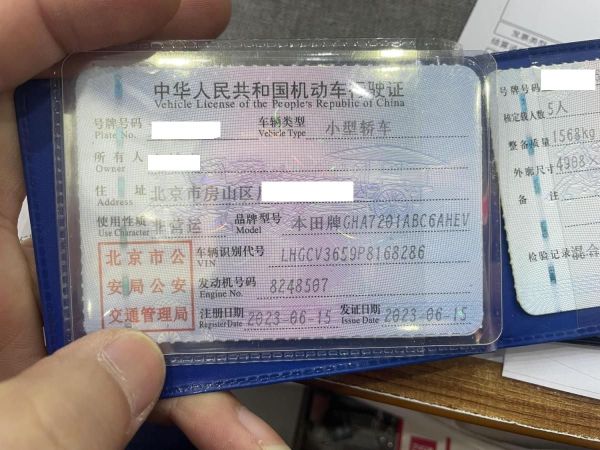 中华人民共和国机动车行驶证
Vehicle License of the People's Republic of China
号牌号码 车辆类型 小型轿车
Plate No. Vehicle Type
所有人
Owner
住址 北京市房山区
Address
使用性质 非营运 品牌型号 本田牌GHA7201ABC6AHEV
Use Character Model
北京市公安局公安交通管理局
车辆识别代号 LHGCV3659P8168286
VIN
发动机号码 8248507
Engine No.
注册日期 2023-06-15 发证日期 2023-06-15
Register Date Issue Date
号牌号码
核定载人数 5人
整备质量 1568kg
外廓尺寸 4908×
备注
检验记录 混合
发票类型